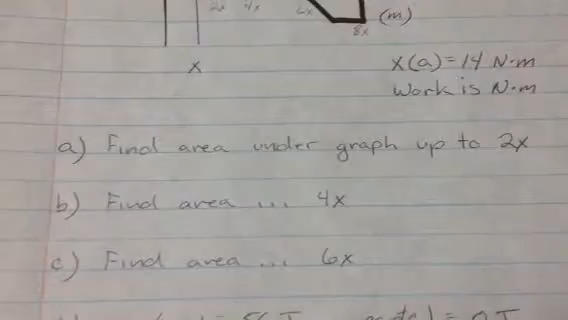 2x 4x 6x 8x (m)
x
x(a) = 14 N·m
Work is N·m
a) Find area under graph up to 2x
b) Find area ... 4x
c) Find area ... 6x